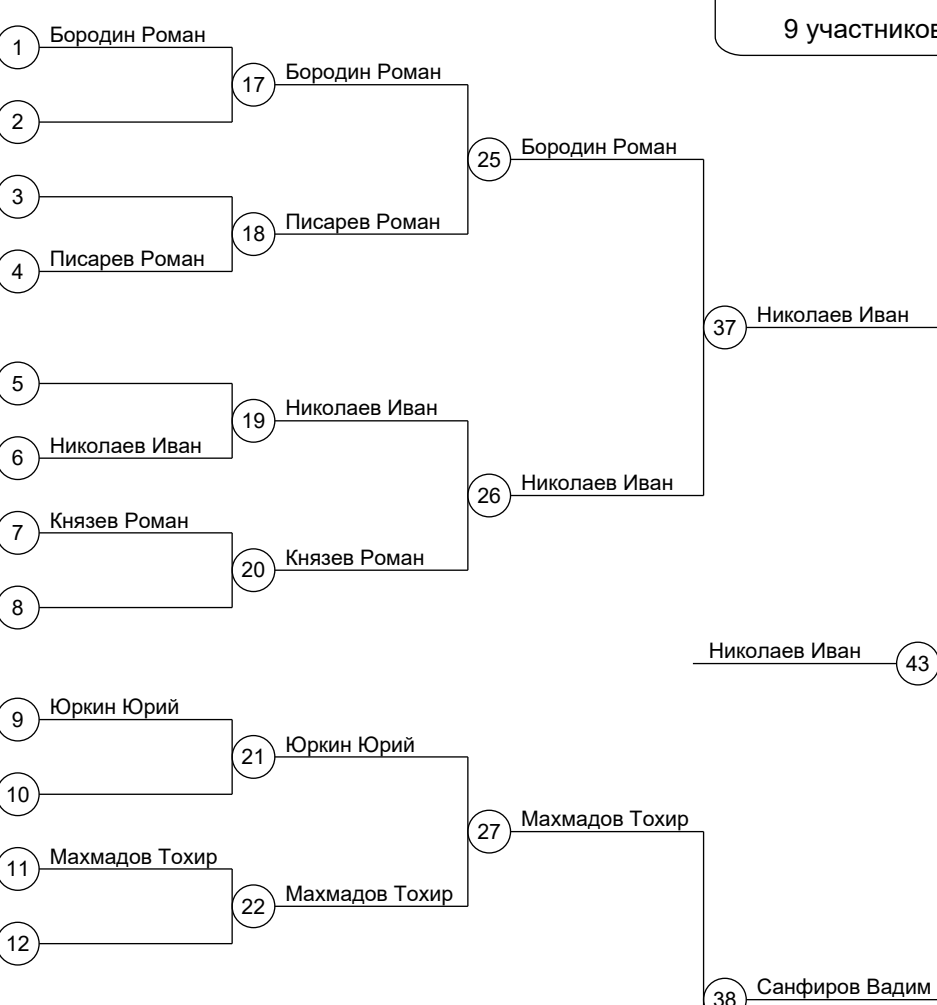 9 участников
1 Бородин Роман
17 Бородин Роман
2
25 Бородин Роман
3
18 Писарев Роман
4 Писарев Роман
37 Николаев Иван
5
19 Николаев Иван
6 Николаев Иван
26 Николаев Иван
7 Князев Роман
20 Князев Роман
8
Николаев Иван 43
9 Юркин Юрий
21 Юркин Юрий
10
27 Махмадов Тохир
11 Махмадов Тохир
22 Махмадов Тохир
12
38 Санфиров Вадим